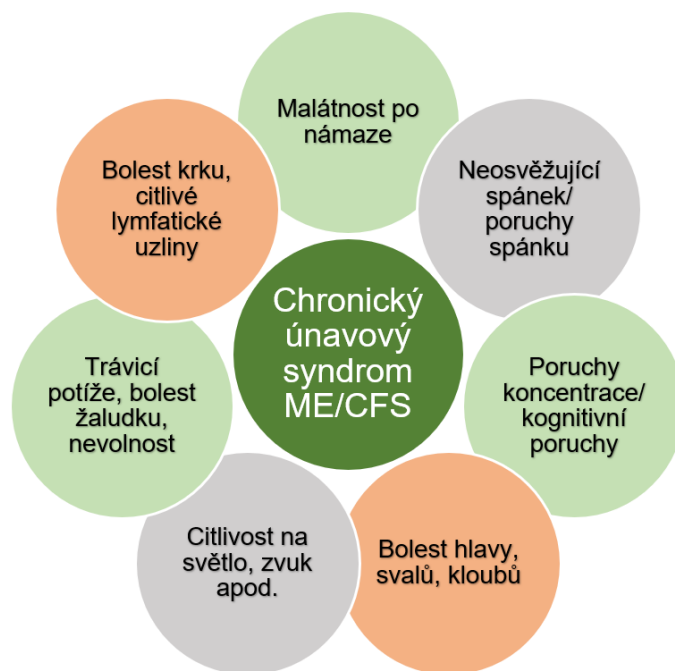 Malátnost po
námaze
Neosvěžující
spánek/
poruchy
spánku
Poruchy
koncentrace/
kognitivní
poruchy
Bolest hlavy,
svalů, kloubů
Citlivost na
světlo, zvuk
apod.
Trávicí
potíže, bolest
žaludku,
nevolnost
Bolest krku,
citlivé
lymfatické
uzliny
Chronický
únavový
syndrom
ME/CFS